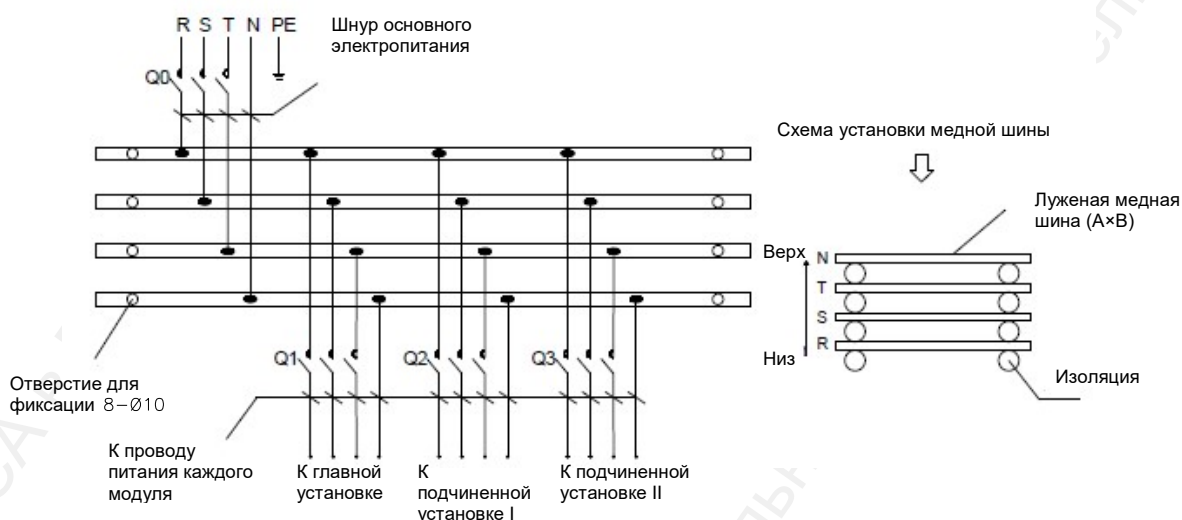 R S T N PE
Шнур основного
электропитания
Q0
Схема установки медной шины
Луженая медная
шина (A×B)
Верх
N
T
S
R
Низ
Изоляция
Q1
Q2
Q3
Отверстие для
фиксации 8-Ø10
К проводу
питания каждого
модуля
К главной
установке
К
подчиненной
установке I
К подчиненной
установке II